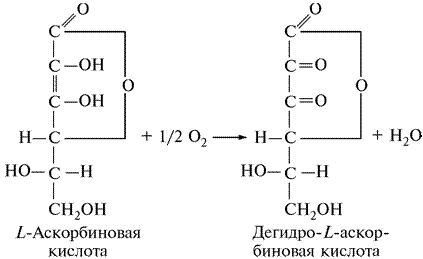 O O
C C
C–OH C=O
C–OH O C=O O
H–C + 1/2 O₂ → H–C + H₂O
HO–C–H HO–C–H
CH₂OH CH₂OH
L-Аскорбиновая Дегидро-L-аскор-
кислота биновая кислота